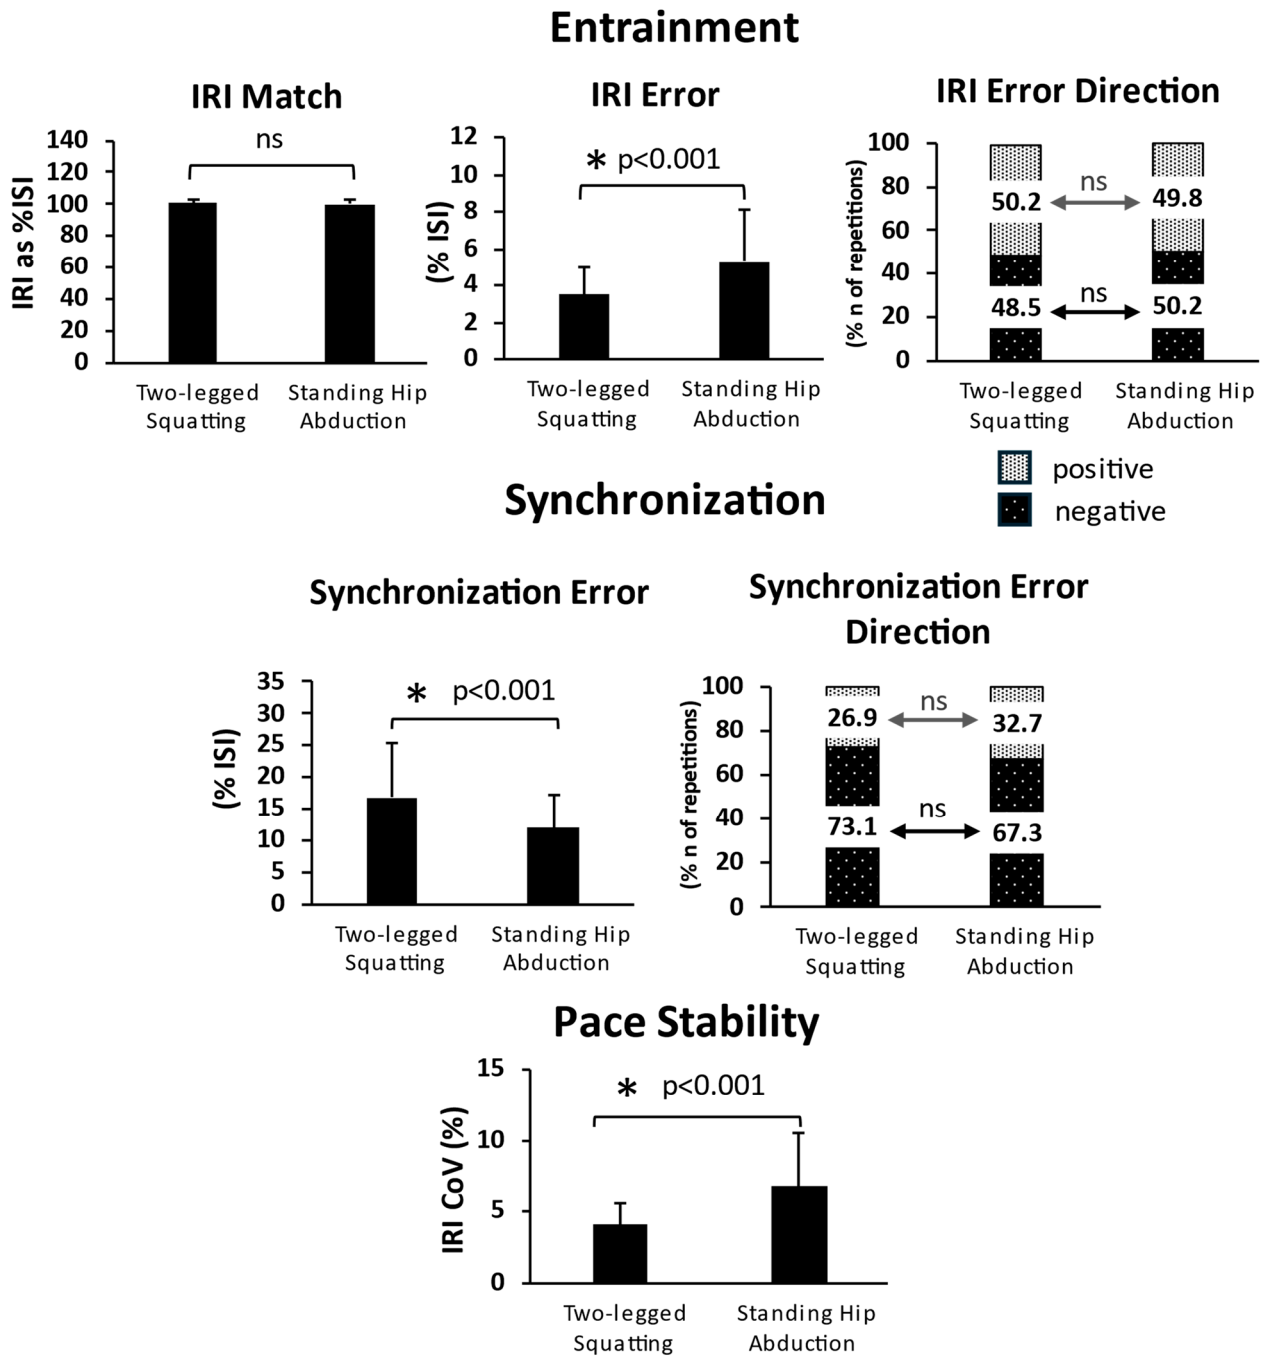 Entrainment
IRI Match
IRI as %ISI
140
120
100
80
60
40
20
0
ns
Two-legged
Squatting
Standing Hip
Abduction
IRI Error
(% ISI)
12
10
8
6
4
2
0
* p<0.001
Two-legged
Squatting
Standing Hip
Abduction
IRI Error Direction
(% n of repetitions)
100
80
60
40
20
0
50.2
ns
49.8
48.5
ns
50.2
Two-legged
Squatting
Standing Hip
Abduction
positive
negative
Synchronization
Synchronization Error
(% ISI)
35
30
25
20
15
10
5
0
* p<0.001
Two-legged
Squatting
Standing Hip
Abduction
Synchronization Error
Direction
(% n of repetitions)
100
80
60
40
20
0
26.9
ns
32.7
73.1
ns
67.3
Two-legged
Squatting
Standing Hip
Abduction
Pace Stability
IRI CoV (%)
15
10
5
0
* p<0.001
Two-legged
Squatting
Standing Hip
Abduction